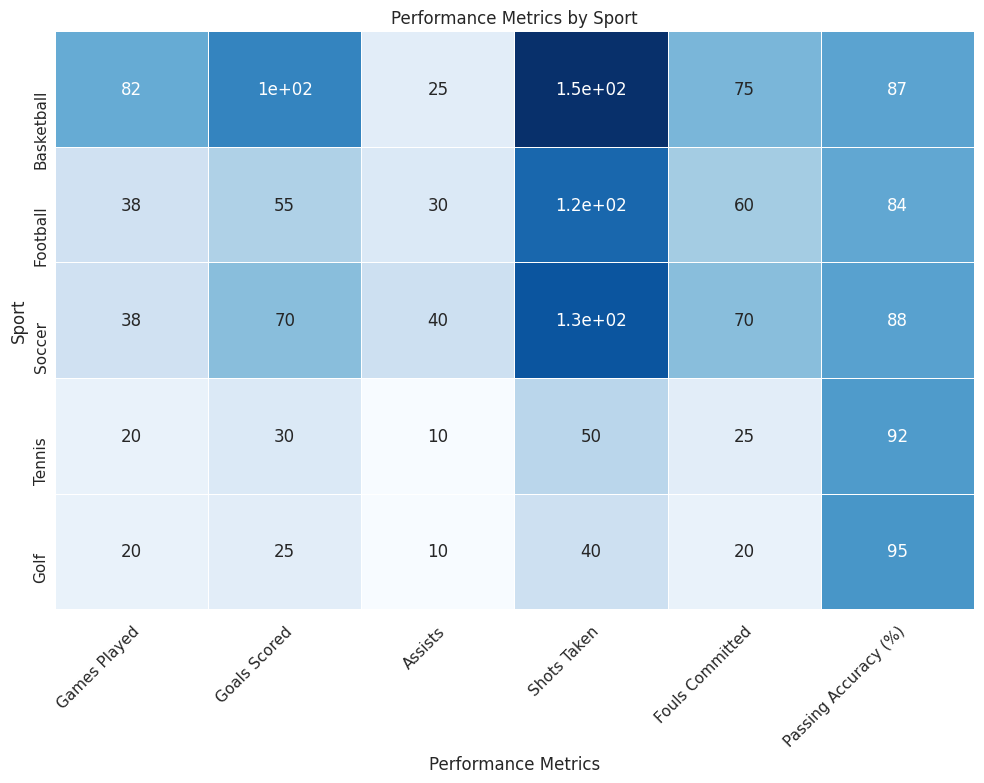 Performance Metrics by Sport
Sport
Basketball
82 1e+02 25 1.5e+02 75 87
Football
38 55 30 1.2e+02 60 84
Soccer
38 70 40 1.3e+02 70 88
Tennis
20 30 10 50 25 92
Golf
20 25 10 40 20 95
Games Played
Goals Scored
Assists
Shots Taken
Fouls Committed
Passing Accuracy (%)
Performance Metrics